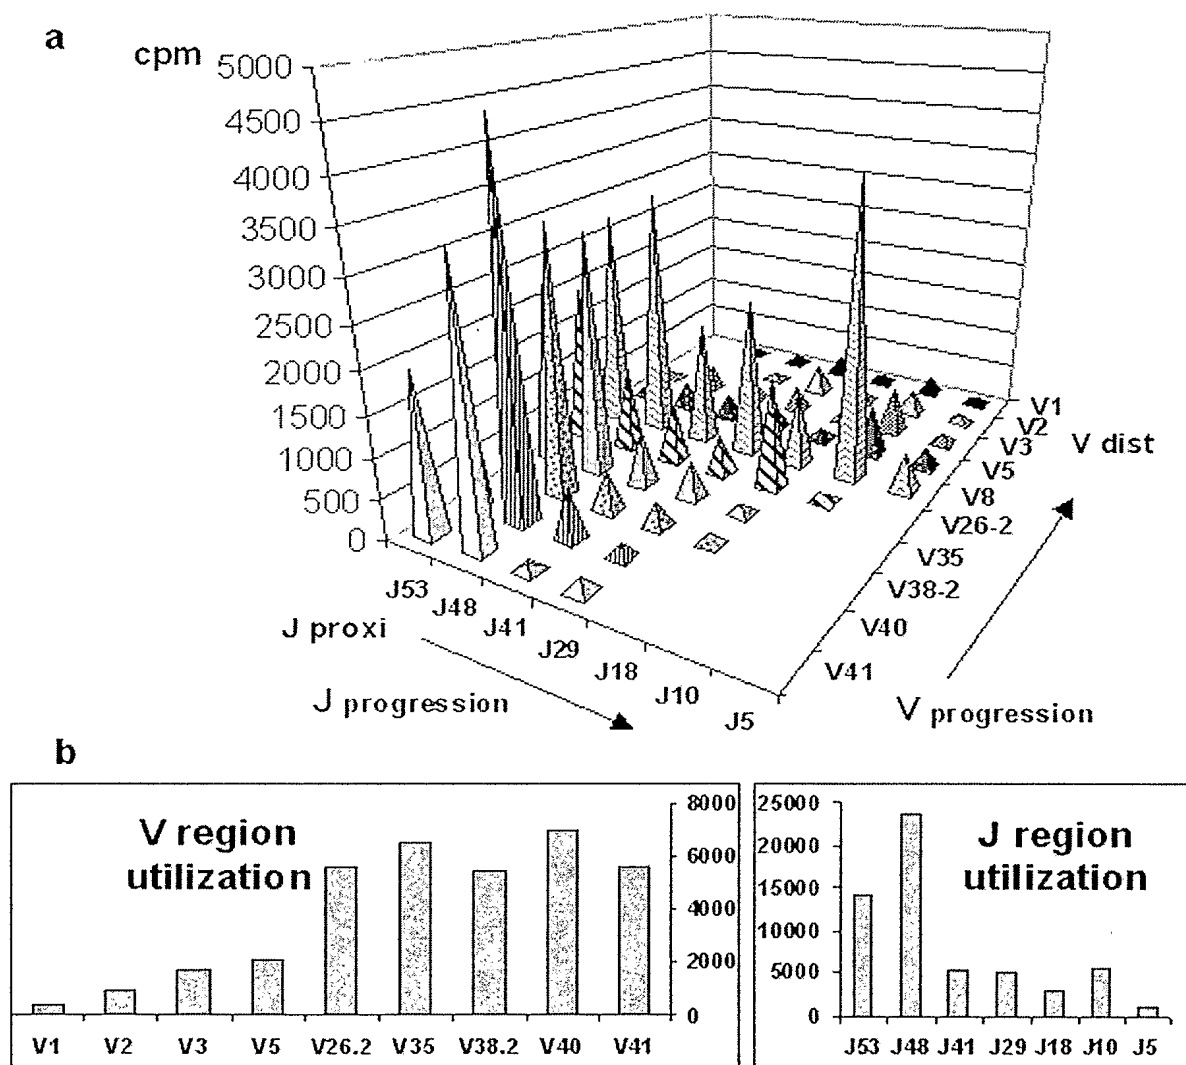 a
cpm
5000
4500
4000
3500
3000
2500
2000
1500
1000
500
0
J53
J48
J41
J29
J18
J10
J5
J proxi
J progression
V1
V2
V3
V5
V8
V26-2
V35
V38-2
V40
V41
V dist
V progression
b
V region
utilization
8000
6000
4000
2000
0
V1 V2 V3 V5 V26.2 V35 V38.2 V40 V41
J region
utilization
25000
20000
15000
10000
5000
0
J53 J48 J41 J29 J18 J10 J5